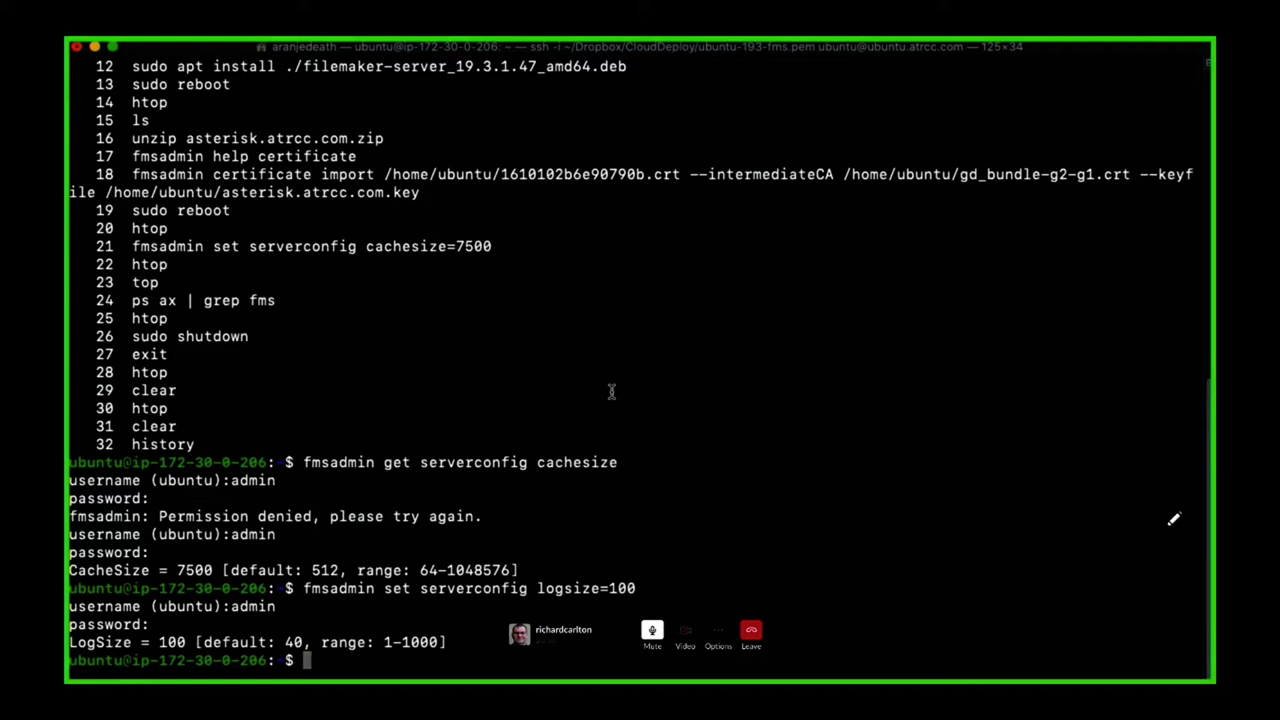 aranjedeath — ubuntu@ip-172-30-0-206: ~ — ssh -i ~/Dropbox/CloudDeploy/ubuntu-193-fms.pem ubuntu@ubuntu.atrcc.com — 125×34
12 sudo apt install ./filemaker-server_19.3.1.47_amd64.deb
13 sudo reboot
14 htop
15 ls
16 unzip asterisk.atrcc.com.zip
17 fmsadmin help certificate
18 fmsadmin certificate import /home/ubuntu/1610102b6e90790b.crt --intermediateCA /home/ubuntu/gd_bundle-g2-g1.crt --keyf
ile /home/ubuntu/asterisk.atrcc.com.key
19 sudo reboot
20 htop
21 fmsadmin set serverconfig cachesize=7500
22 htop
23 top
24 ps ax | grep fms
25 htop
26 sudo shutdown
27 exit
28 htop
29 clear
30 htop
31 clear
32 history
ubuntu@ip-172-30-0-206:~$ fmsadmin get serverconfig cachesize
username (ubuntu):admin
password:
fmsadmin: Permission denied, please try again.
username (ubuntu):admin
password:
CacheSize = 7500 [default: 512, range: 64-1048576]
ubuntu@ip-172-30-0-206:~$ fmsadmin set serverconfig logsize=100
username (ubuntu):admin
password:
LogSize = 100 [default: 40, range: 1-1000]
ubuntu@ip-172-30-0-206:~$
richardcarlton
Mute Video Options Leave